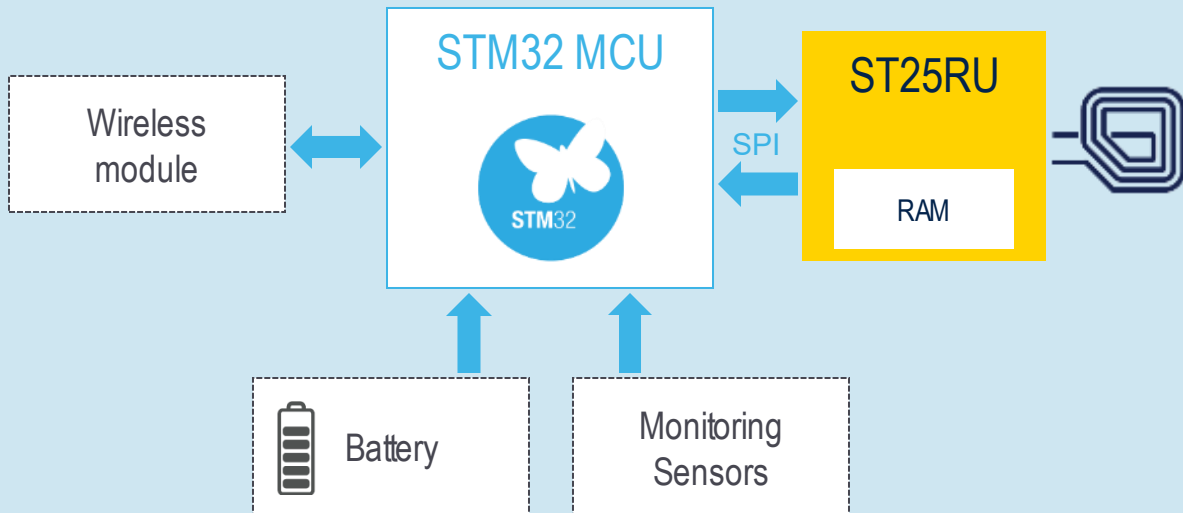 STM32 MCU
ST25RU
Wireless
module
SPI
STM32
RAM
Battery
Monitoring
Sensors